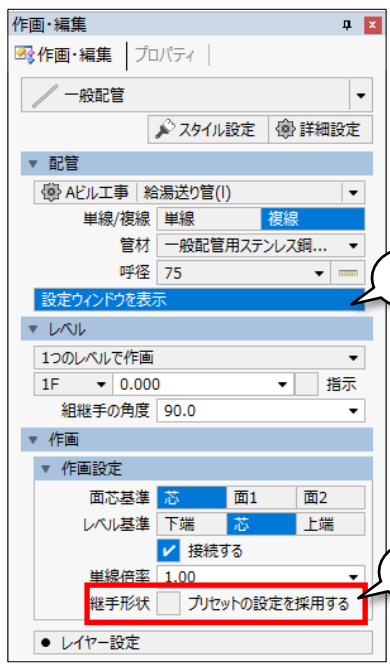 作画・編集
作画・編集 プロパティ
一般配管
スタイル設定 詳細設定
配管
Aビル工事 給湯送り管(I)
単線/複線 単線 複線
管材 一般配管用ステンレス鋼...
呼径 75
設定ウィンドウを表示
レベル
1つのレベルで作画
1F 0.000 指示
組継手の角度 90.0
作画
作画設定
面芯基準 芯 面1 面2
レベル基準 下端 芯 上端
接続する
単線倍率 1.00
継手形状 プリセットの設定を採用する
レイヤー設定